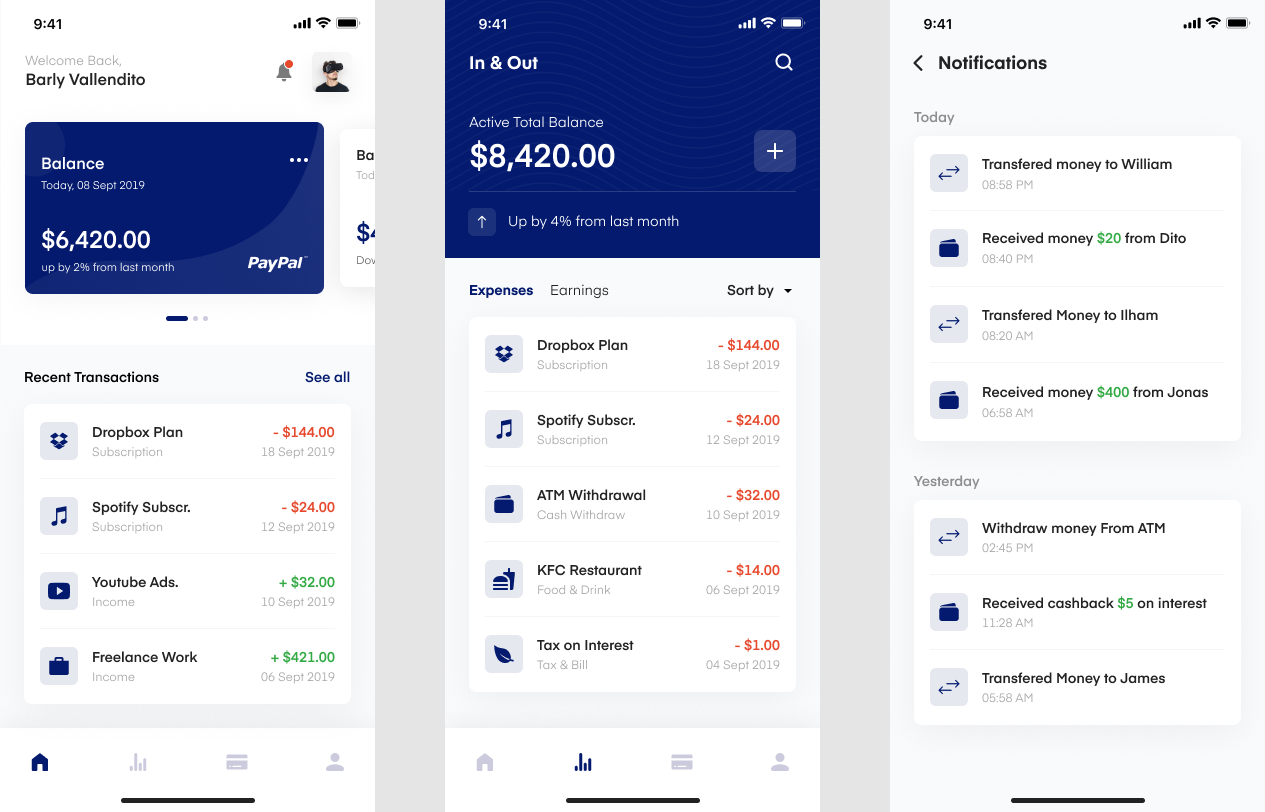 9:41
Welcome Back,
Barly Vallendito
Balance
Today, 08 Sept 2019
$6,420.00
up by 2% from last month
PayPal™
Recent Transactions
See all
Dropbox Plan
- $144.00
Subscription
18 Sept 2019
Spotify Subscr.
- $24.00
Subscription
12 Sept 2019
Youtube Ads.
+ $32.00
Income
10 Sept 2019
Freelance Work
+ $421.00
Income
06 Sept 2019
9:41
In & Out
Active Total Balance
$8,420.00
Up by 4% from last month
Expenses
Earnings
Sort by
Dropbox Plan
- $144.00
Subscription
18 Sept 2019
Spotify Subscr.
- $24.00
Subscription
12 Sept 2019
ATM Withdrawal
- $32.00
Cash Withdraw
10 Sept 2019
KFC Restaurant
- $14.00
Food & Drink
06 Sept 2019
Tax on Interest
- $1.00
Tax & Bill
04 Sept 2019
9:41
Notifications
Today
Transfered money to William
08:58 PM
Received money $20 from Dito
08:40 PM
Transfered Money to Ilham
08:20 AM
Received money $400 from Jonas
06:58 AM
Yesterday
Withdraw money From ATM
02:45 PM
Received cashback $5 on interest
11:28 AM
Transfered Money to James
05:58 AM